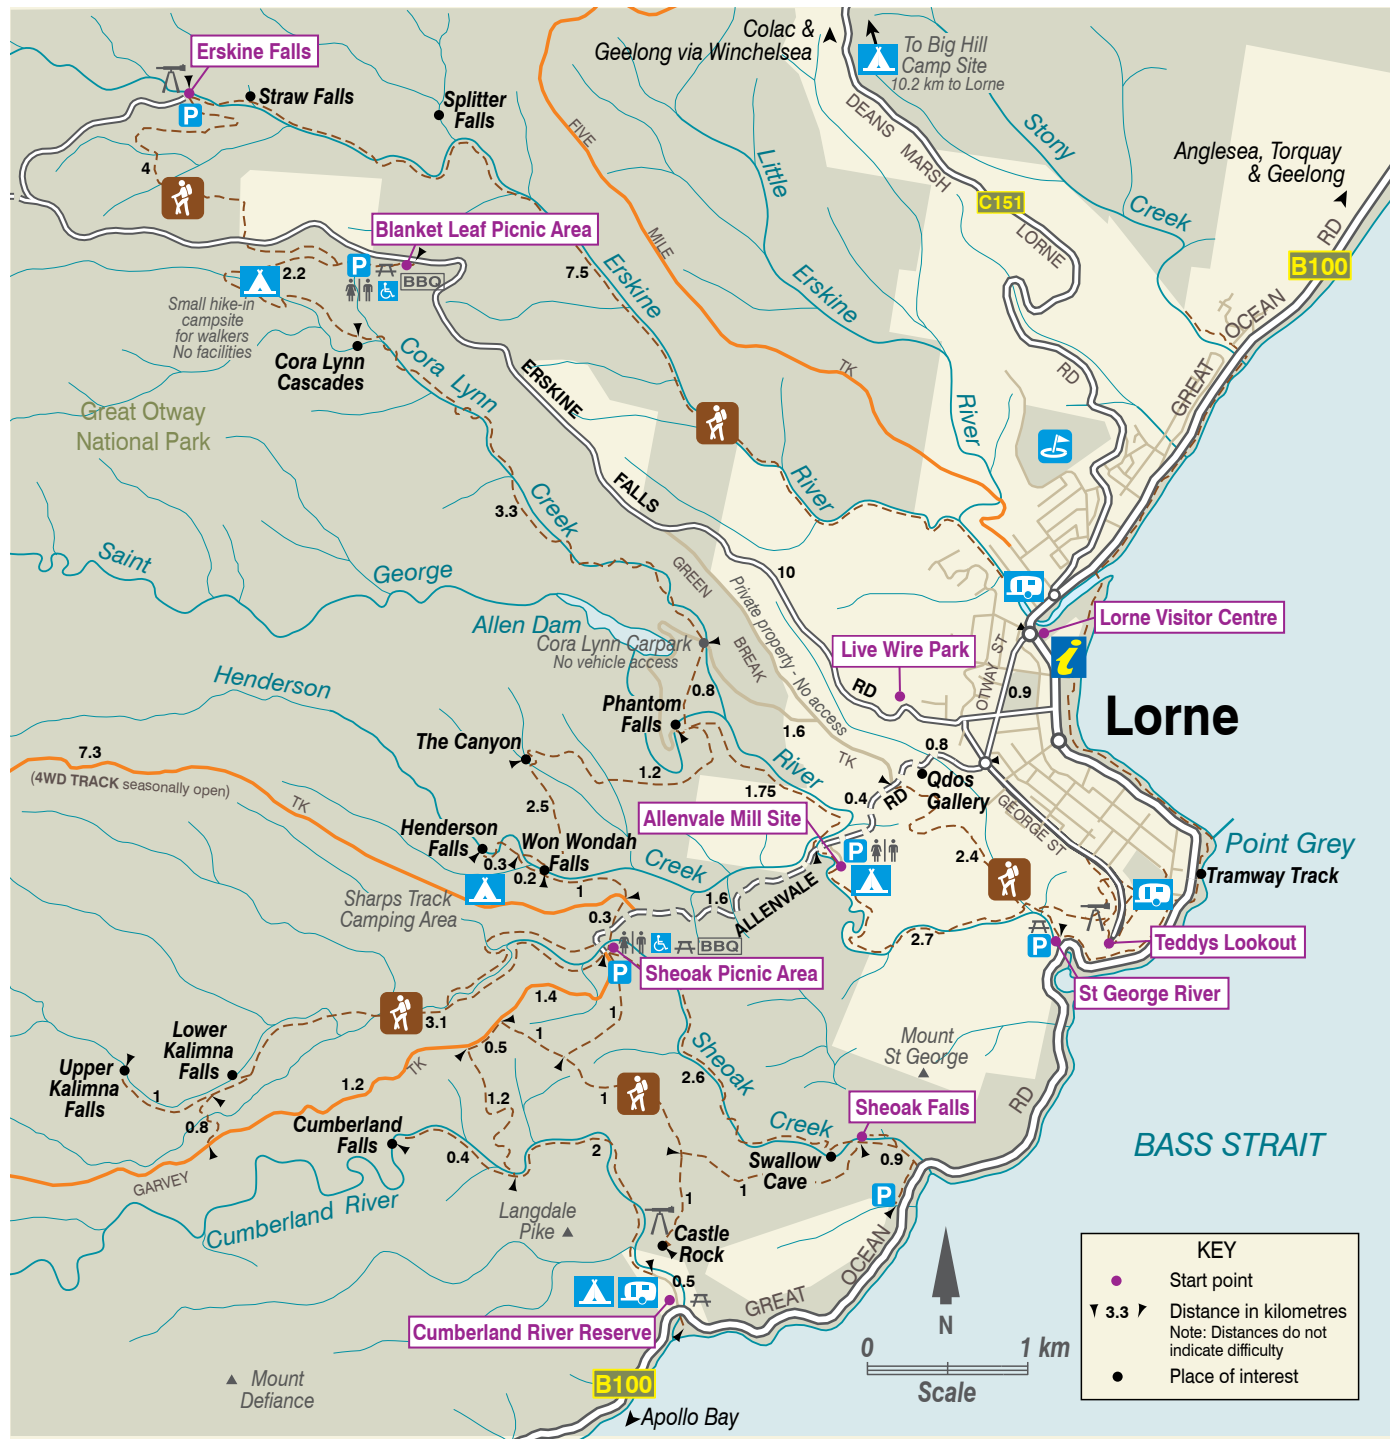 Colac &
Geelong via Winchelsea
To Big Hill
Camp Site
10.2 km to Lorne
Erskine Falls
P
Straw Falls
Splitter
Falls
FIVE
MILE
TK
DEANS
MARSH
C151
LORNE
RD
Stony
Creek
Anglesea, Torquay
& Geelong
B100
GREAT
OCEAN
RD
Little
Erskine
River
4
Blanket Leaf Picnic Area
P
BBQ
2.2
Small hike-in
campsite
for walkers
No facilities
Cora Lynn
Cascades
7.5
Erskine
River
Great Otway
National Park
Cora Lynn
Creek
ERSKINE
FALLS
RD
3.3
10
Saint
George
River
Allen Dam
Cora Lynn Carpark
No vehicle access
GREEN
BREAK
TK
Private property - No access
Live Wire Park
Lorne Visitor Centre
i
OTWAY ST
0.9
Lorne
Henderson
Creek
Phantom
Falls
0.8
1.6
0.8
The Canyon
7.3
(4WD TRACK seasonally open)
TK
1.2
1.75
0.4
RD
Qdos
Gallery
GEORGE ST
2.5
Allenvale Mill Site
P
Henderson
Falls
Won Wondah
Falls
0.3
0.2
1
Sharps Track
Camping Area
0.3
1.6
ALLENVALE
2.4
2.7
Point Grey
Tramway Track
P
Teddys Lookout
BBQ
Sheoak Picnic Area
P
St George River
1.4
3.1
1
1
0.5
Lower
Kalimna
Falls
Upper
Kalimna
Falls
1
0.8
1.2
TK
GARVEY
Sheoak
Creek
2.6
Mount
St George
RD
1
1.2
Cumberland
Falls
0.4
2
Sheoak Falls
Swallow
Cave
0.9
1
P
BASS STRAIT
Cumberland River
Langdale
Pike
1
Castle
Rock
0.5
GREAT
OCEAN
Cumberland River Reserve
B100
Apollo Bay
Mount
Defiance
N
0
1 km
Scale
KEY
Start point
3.3
Distance in kilometres
Note: Distances do not
indicate difficulty
Place of interest